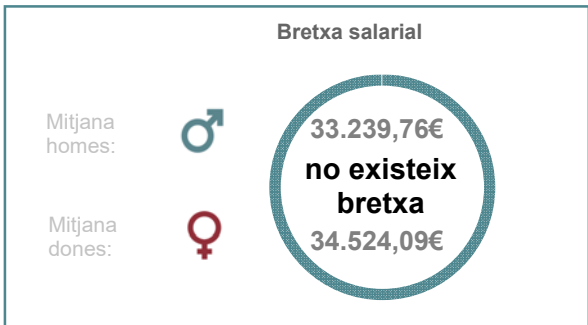 Bretxa salarial
Mitjana
homes:
33.239,76€
no existeix
bretxa
Mitjana
dones:
34.524,09€